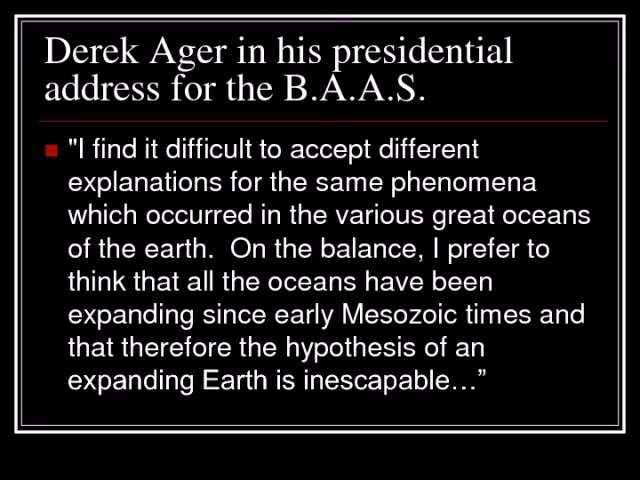 Derek Ager in his presidential
address for the B.A.A.S.
"I find it difficult to accept different
explanations for the same phenomena
which occurred in the various great oceans
of the earth.  On the balance, I prefer to
think that all the oceans have been
expanding since early Mesozoic times and
that therefore the hypothesis of an
expanding Earth is inescapable…”